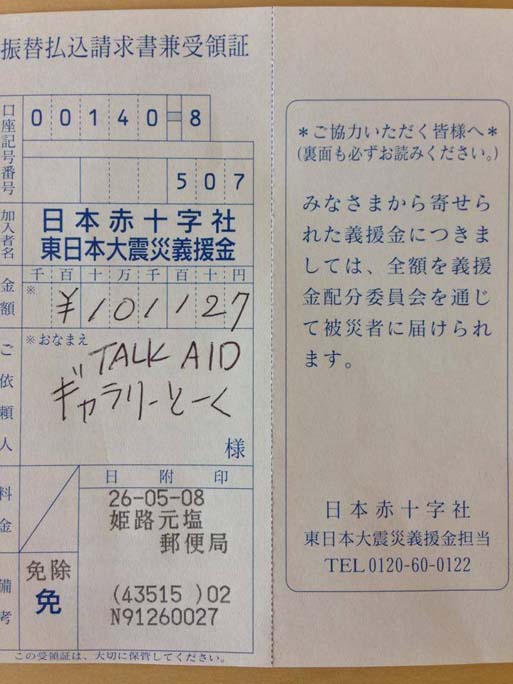 振替払込請求書兼受領証
口座記号番号
00140=8
507
加入者名
日本赤十字社
東日本大震災義援金
金額
千百十万千百十円
※
¥101127
ご依頼人
※おなまえ
TALK AID
ギャラリーとーく
様
料金
日附印
26-05-08
姫路元塩
郵便局
(43515 )02
N91260027
備考
免除
免
この受領証は、大切に保管してください。
*ご協力いただく皆様へ*
(裏面も必ずお読みください。)
みなさまから寄せら
れた義援金につきま
しては、全額を義援
金配分委員会を通じ
て被災者に届けられ
ます。
日本赤十字社
東日本大震災義援金担当
TEL0120-60-0122